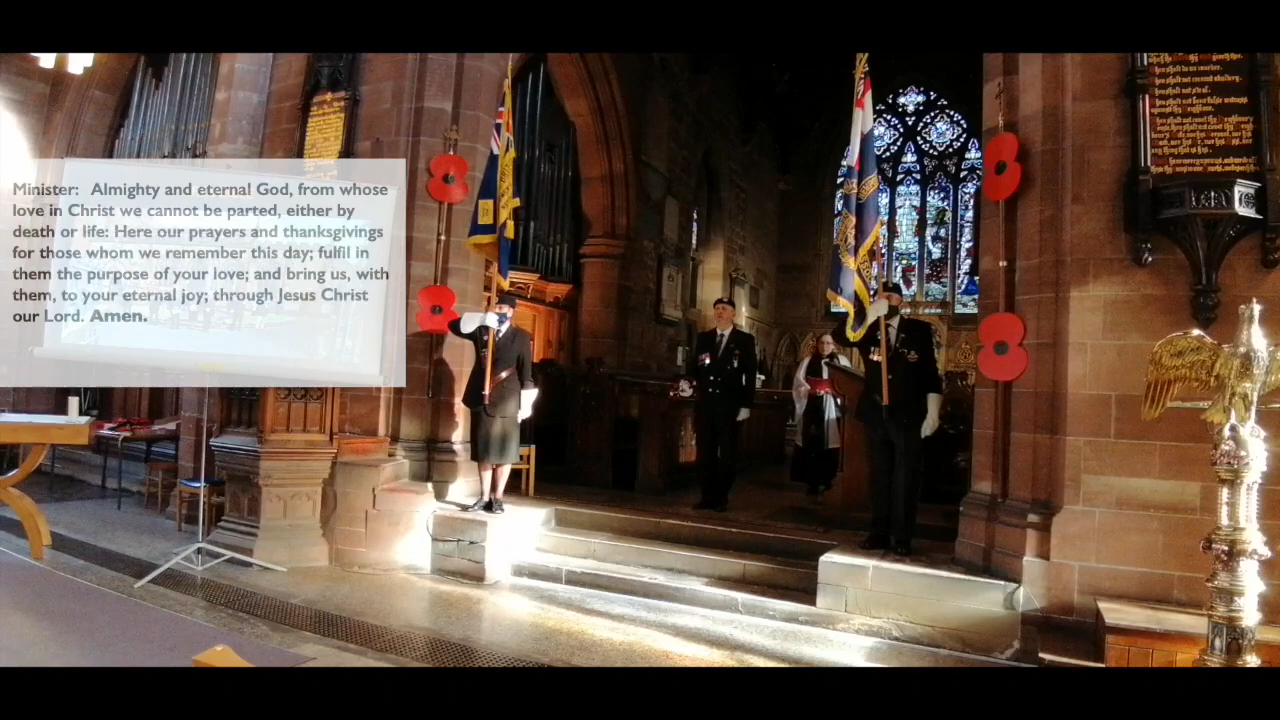 Minister:  Almighty and eternal God, from whose
love in Christ we cannot be parted, either by
death or life: Here our prayers and thanksgivings
for those whom we remember this day; fulfil in
them the purpose of your love; and bring us, with
them, to your eternal joy; through Jesus Christ
our Lord. Amen.